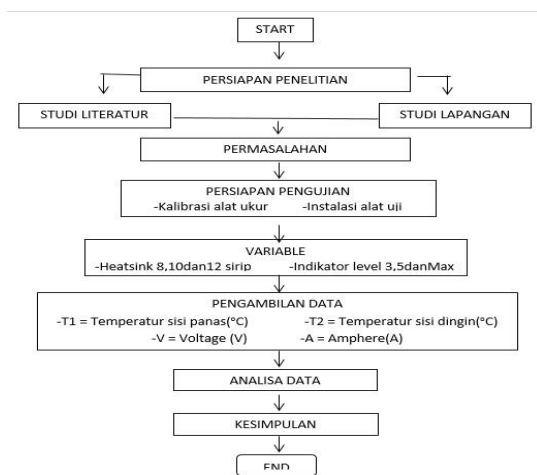 START
PERSIAPAN PENELITIAN
STUDI LITERATUR
STUDI LAPANGAN
PERMASALAHAN
PERSIAPAN PENGUJIAN
-Kalibrasi alat ukur -Instalasi alat uji
VARIABLE
-Heatsink 8,10dan12 sirip -Indikator level 3,5danMax
PENGAMBILAN DATA
-T1 = Temperatur sisi panas(°C) -T2 = Temperatur sisi dingin(°C)
-V = Voltage (V) -A = Amphere(A)
ANALISA DATA
KESIMPULAN
END